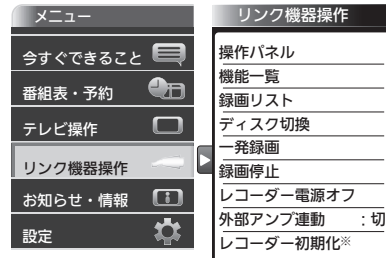 メニュー
今すぐできること
番組表・予約
テレビ操作
リンク機器操作
お知らせ・情報
設定
リンク機器操作
操作パネル
機能一覧
録画リスト
ディスク切換
一発録画
録画停止
レコーダー電源オフ
外部アンプ連動 ：切
レコーダー初期化※